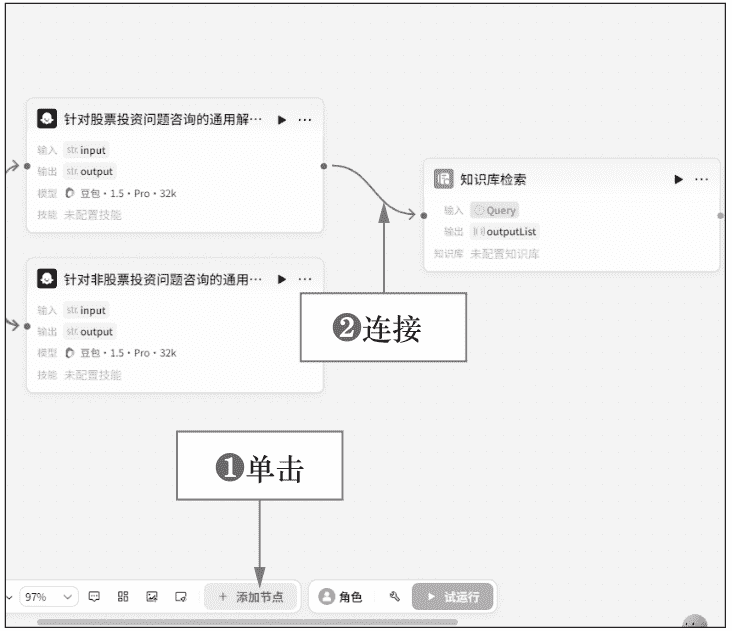 针对股票投资问题咨询的通用解…
输入 str. input
输出 str. output
模型 豆包·1.5·Pro·32k
技能 未配置技能
知识库检索
输入 Query
输出 outputList
知识库 未配置知识库
针对非股票投资问题咨询的通用…
输入 str. input
输出 str. output
模型 豆包·1.5·Pro·32k
技能 未配置技能
❷连接
❶单击
97%
+ 添加节点
角色
试运行